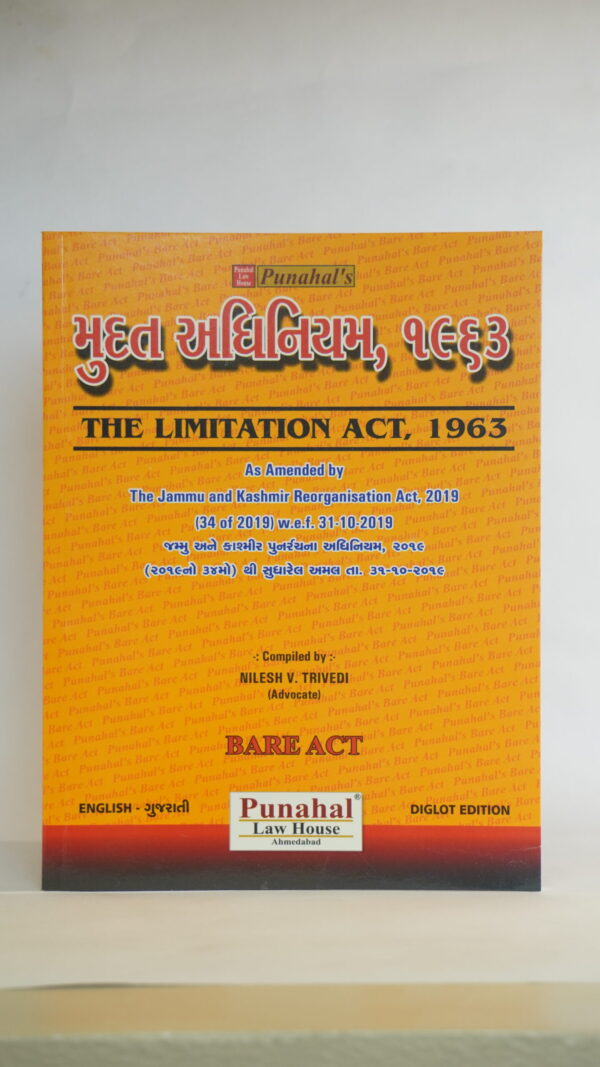 Punahal Law House Punahal's
મુદત અધિનિયમ, ૧૯૬૩
THE LIMITATION ACT, 1963
As Amended by
The Jammu and Kashmir Reorganisation Act, 2019
(34 of 2019) w.e.f. 31-10-2019
જમ્મુ અને કાશ્મીર પુનર્રચના અધિનિયમ, ૨૦૧૯
(૨૦૧૯નો ૩૪મો) થી સુધારેલ અમલ તા. ૩૧-૧૦-૨૦૧૯
-: Compiled by :-
NILESH V. TRIVEDI
(Advocate)
BARE ACT
ENGLISH - ગુજરાતી
Punahal®
Law House
Ahmedabad
DIGLOT EDITION